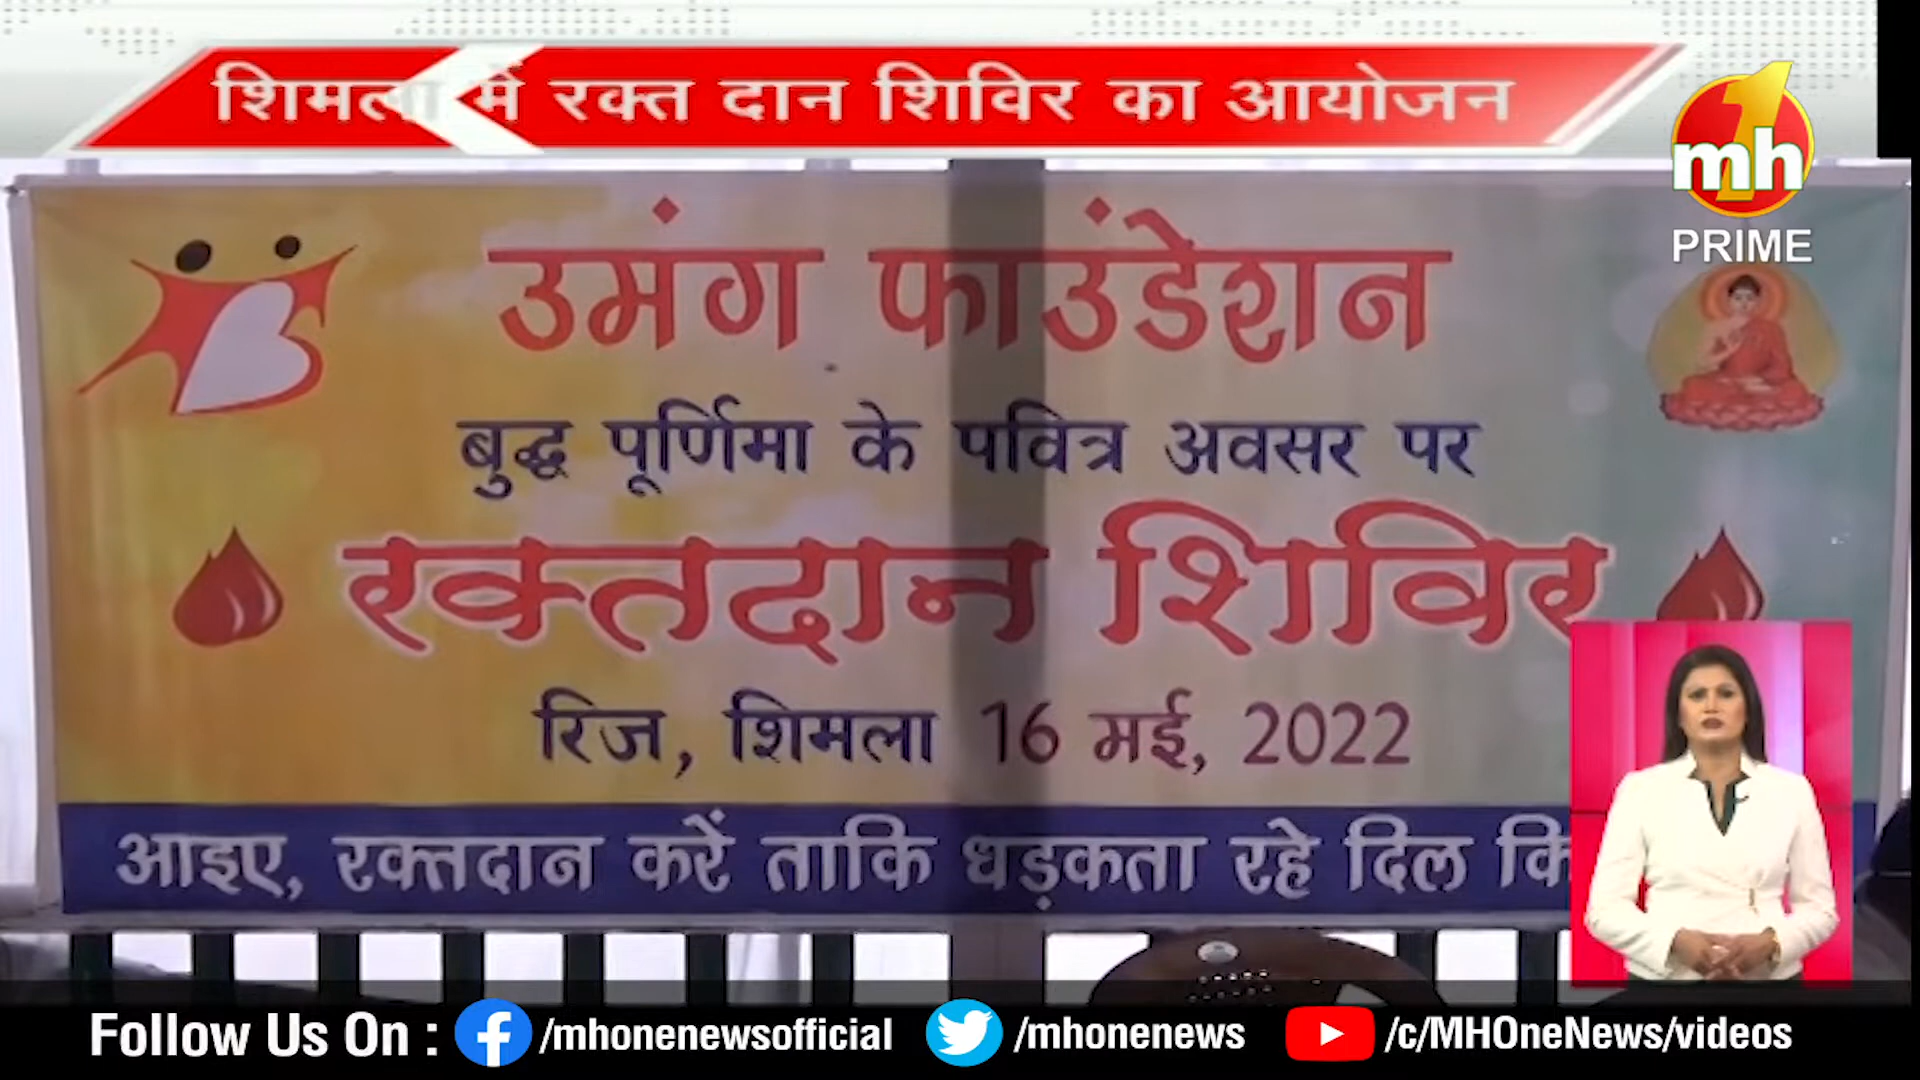 शिमला में रक्त दान शिविर का आयोजन
1
mh
PRIME
उमंग फाउंडेशन
बुद्ध पूर्णिमा के पवित्र अवसर पर
रक्तदान शिविर
रिज, शिमला 16 मई, 2022
आइए, रक्तदान करें ताकि धड़कता रहे दिल
Follow Us On : /mhonenewsofficial /mhonenews /c/MHOneNews/videos